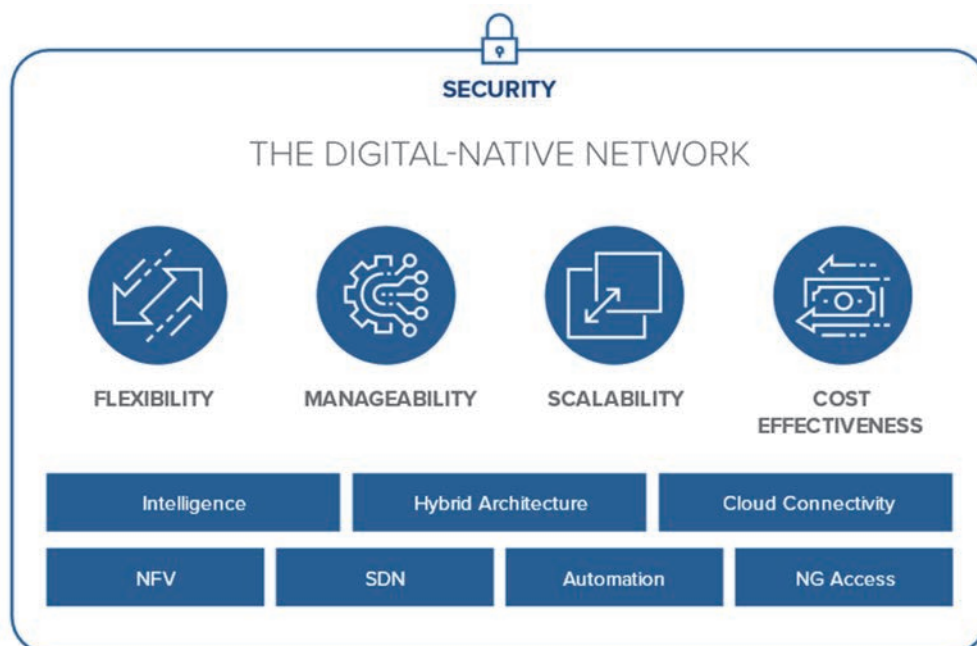 SECURITY
THE DIGITAL-NATIVE NETWORK
FLEXIBILITY
MANAGEABILITY
SCALABILITY
COST
EFFECTIVENESS
Intelligence
Hybrid Architecture
Cloud Connectivity
NFV
SDN
Automation
NG Access